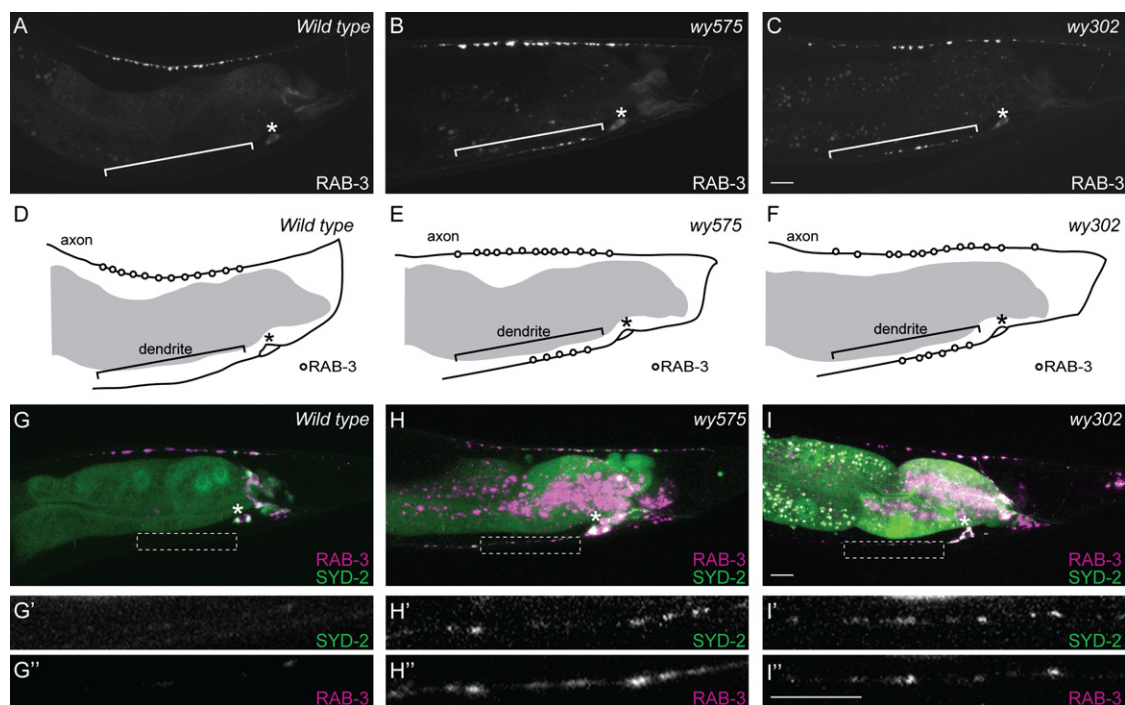 A
Wild type
*
RAB-3
B
wy575
*
RAB-3
C
wy302
*
RAB-3
D
Wild type
axon
*
dendrite
RAB-3
E
wy575
axon
*
dendrite
RAB-3
F
wy302
axon
*
dendrite
RAB-3
G
Wild type
*
RAB-3
SYD-2
H
wy575
*
RAB-3
SYD-2
I
wy302
*
RAB-3
SYD-2
G'
SYD-2
H'
SYD-2
I'
SYD-2
G''
RAB-3
H''
RAB-3
I''
RAB-3